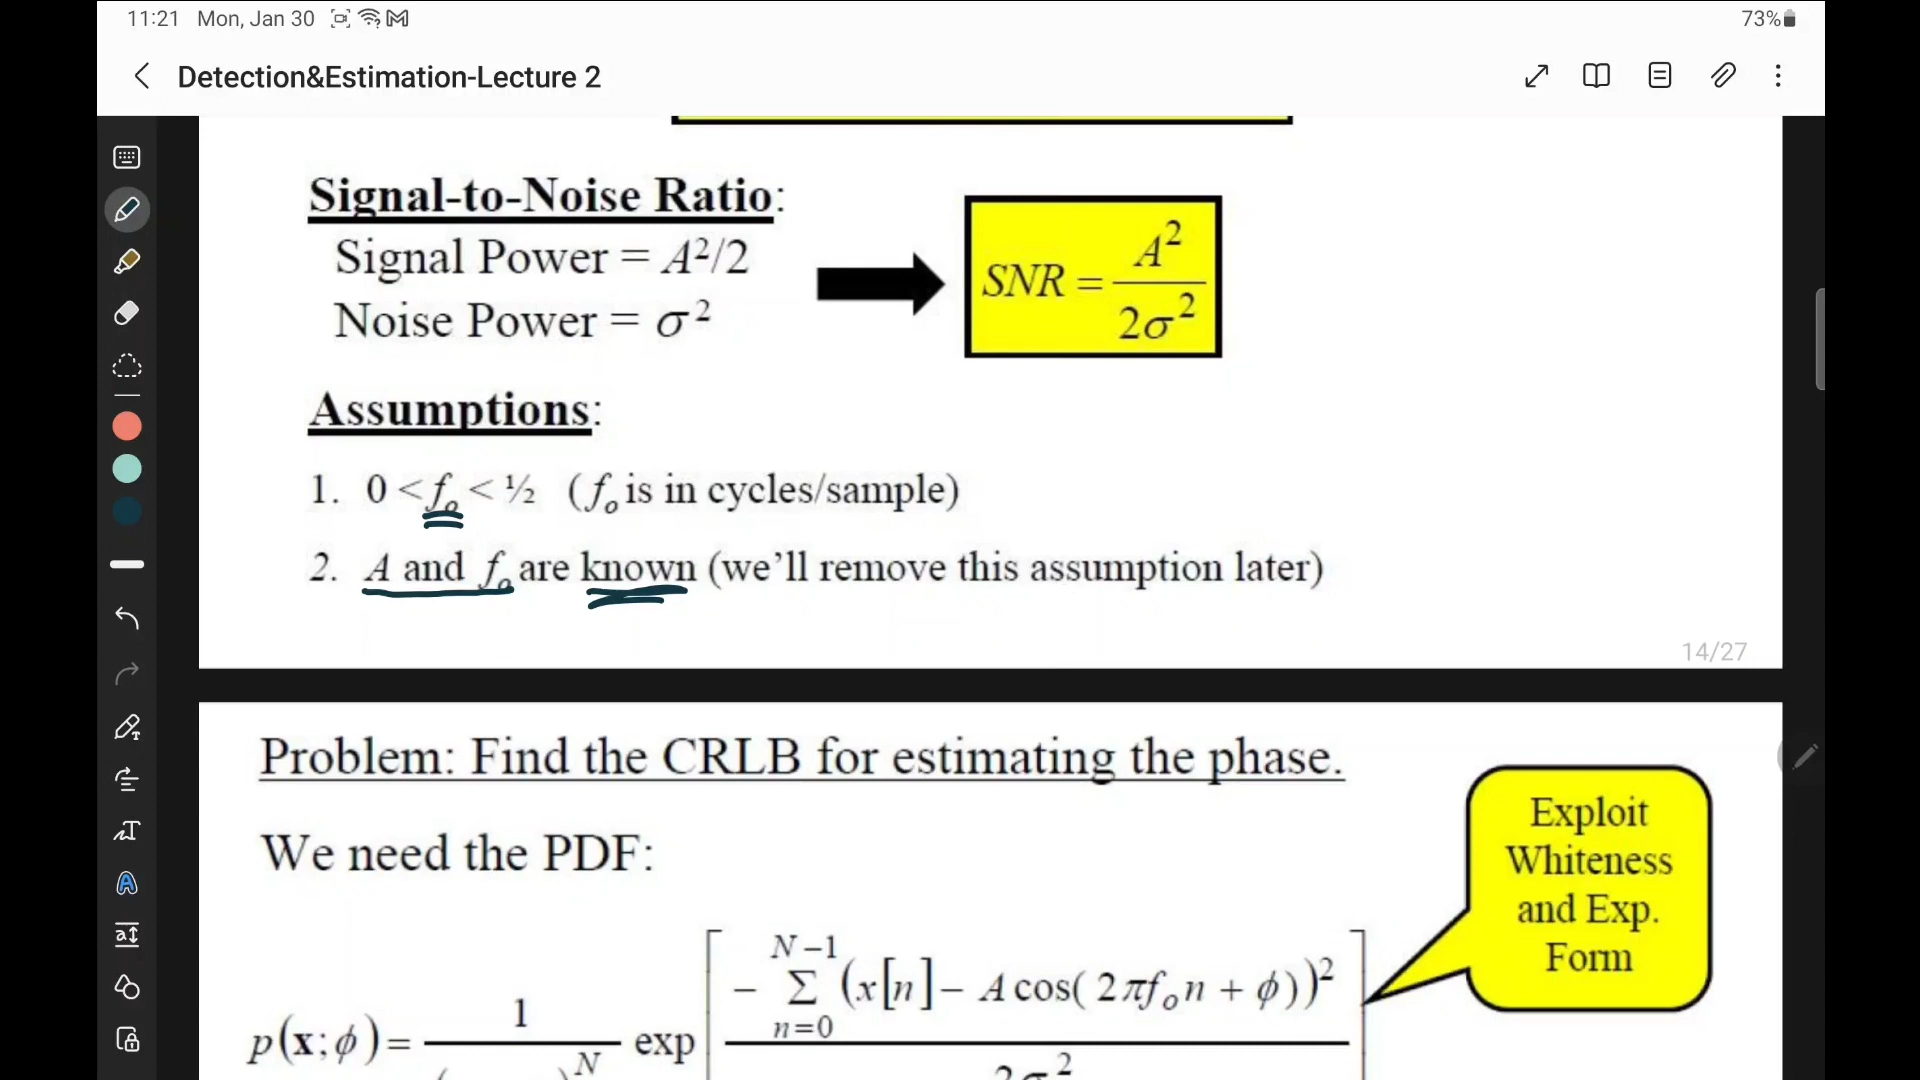 11:21 Mon, Jan 30
73%
Detection&Estimation-Lecture 2
Signal-to-Noise Ratio:
Signal Power = A²/2
Noise Power = σ²
SNR = A² / 2σ²
Assumptions:
1. 0 < fₒ < ½ (fₒ is in cycles/sample)
2. A and fₒ are known (we’ll remove this assumption later)
14/27
Problem: Find the CRLB for estimating the phase.
We need the PDF:
Exploit
Whiteness
and Exp.
Form
p(x;ϕ) = 1 / ( )ᴺ exp [ − Σ n=0 N−1 (x[n] − A cos(2πfₒn + ϕ))² / 2σ² ]